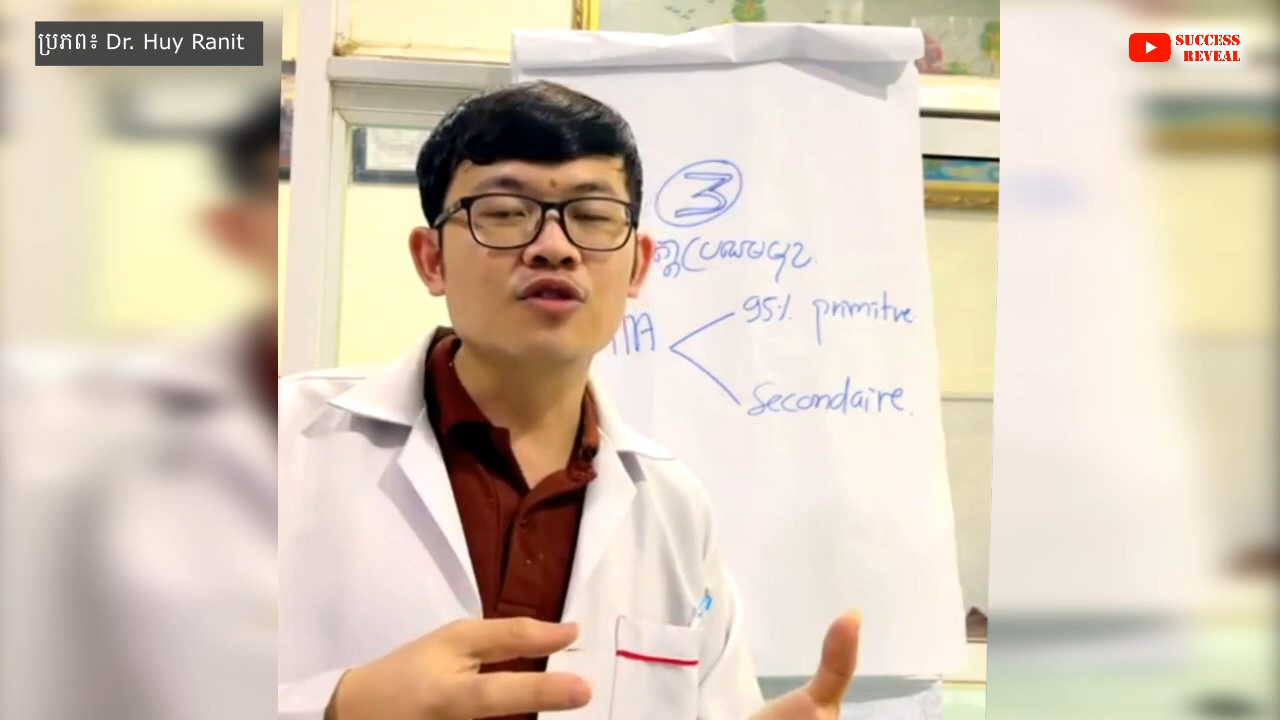 ប្រភព៖ Dr. Huy Ranit
SUCCESS
REVEAL
3
95% primitive
Secondaire.